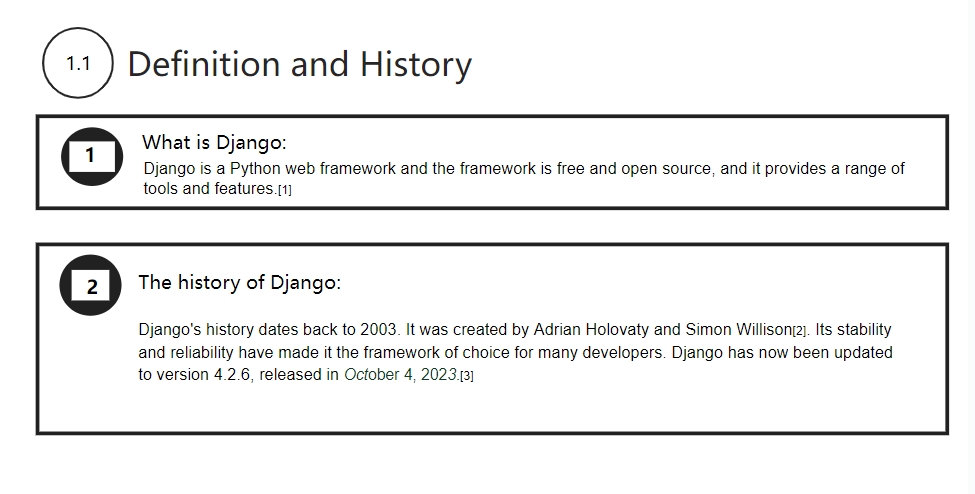 1.1 Definition and History
1 What is Django:
Django is a Python web framework and the framework is free and open source, and it provides a range of
tools and features.[1]
2 The history of Django:
Django's history dates back to 2003. It was created by Adrian Holovaty and Simon Willison[2]. Its stability
and reliability have made it the framework of choice for many developers. Django has now been updated
to version 4.2.6, released in October 4, 2023.[3]